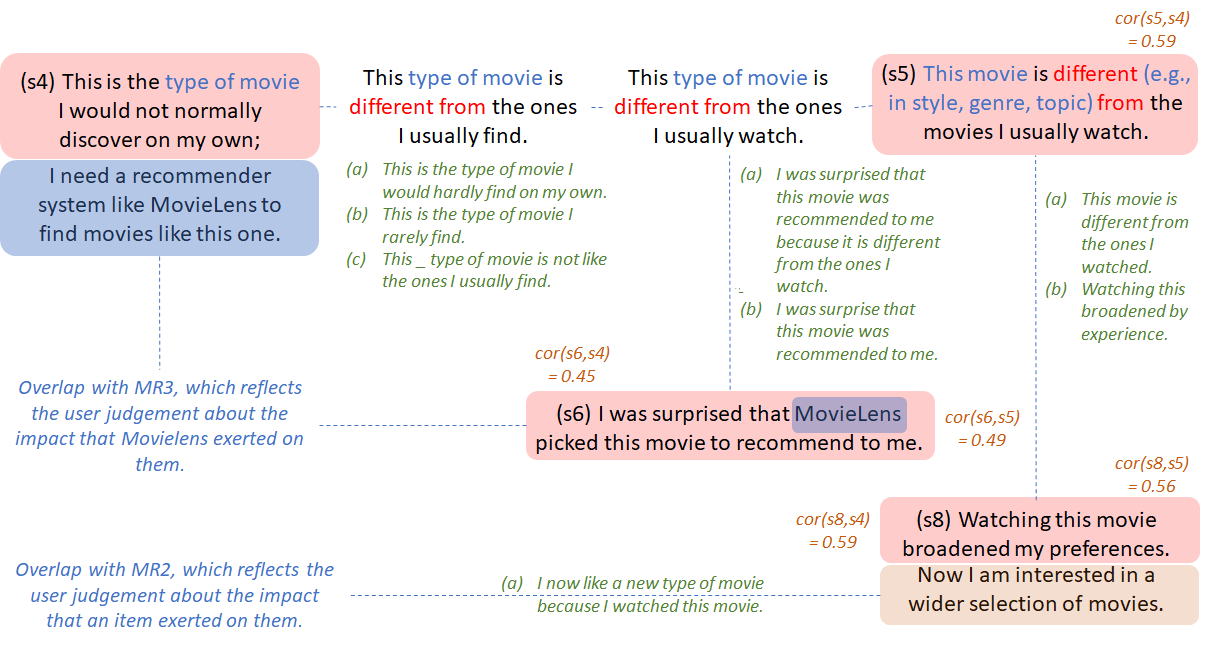 cor(s5,s4)
= 0.59
(s4) This is the type of movie
I would not normally
discover on my own;
I need a recommender
system like MovieLens to
find movies like this one.
This type of movie is
different from the ones
I usually find.
(a) This is the type of movie I
would hardly find on my own.
(b) This is the type of movie I
rarely find.
(c) This _ type of movie is not like
the ones I usually find.
This type of movie is
different from the ones
I usually watch.
(a) I was surprised that
this movie was
recommended to me
because it is different
from the ones I
watch.
(b) I was surprise that
this movie was
recommended to me.
(s5) This movie is different (e.g.,
in style, genre, topic) from the
movies I usually watch.
(a) This movie is
different from
the ones I
watched.
(b) Watching this
broadened by
experience.
Overlap with MR3, which reflects
the user judgement about the
impact that Movielens exerted on
them.
cor(s6,s4)
= 0.45
(s6) I was surprised that MovieLens
picked this movie to recommend to me.
cor(s6,s5)
= 0.49
cor(s8,s5)
= 0.56
cor(s8,s4)
= 0.59
(s8) Watching this movie
broadened my preferences.
Now I am interested in a
wider selection of movies.
(a) I now like a new type of movie
because I watched this movie.
Overlap with MR2, which reflects the
user judgement about the impact
that an item exerted on them.